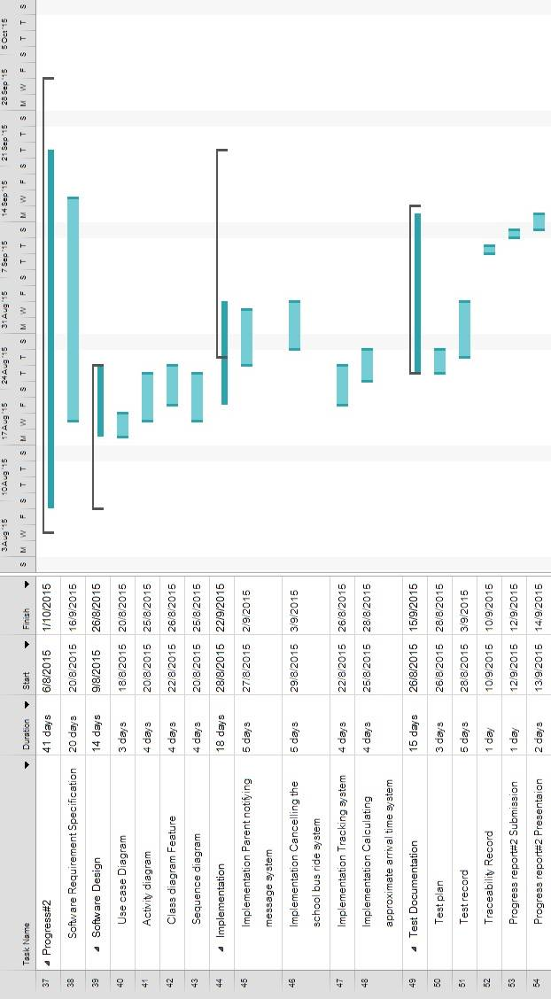 Task Name Duration Start Finish
37 Progress#2 41 days 6/8/2015 1/10/2015
38 Software Requirement Specification 20 days 20/8/2015 16/9/2015
39 Software Design 14 days 9/8/2015 26/8/2015
40 Use case Diagram 3 days 18/8/2015 20/8/2015
41 Activity diagram 4 days 20/8/2015 25/8/2015
42 Class diagram Feature 4 days 22/8/2015 26/8/2015
43 Sequence diagram 4 days 20/8/2015 25/8/2015
44 Implementation 18 days 28/8/2015 22/9/2015
45 Implementation Parent notifying 5 days 27/8/2015 2/9/2015
message system
46 Implementation Cancelling the 5 days 29/8/2015 3/9/2015
school bus ride system
47 Implementation Tracking system 4 days 22/8/2015 26/8/2015
48 Implementation Calculating 4 days 25/8/2015 28/8/2015
approximate arrival time system
49 Test Documentation 15 days 26/8/2015 15/9/2015
50 Test plan 3 days 26/8/2015 28/8/2015
51 Test record 5 days 28/8/2015 3/9/2015
52 Traceability Record 1 day 10/9/2015 10/9/2015
53 Progress report#2 Submission 1 day 12/9/2015 12/9/2015
54 Progress report#2 Presentaion 2 days 13/9/2015 14/9/2015
3 Aug '15 10 Aug '15 17 Aug '15 24 Aug '15 31 Aug '15 7 Sep '15 14 Sep '15 21 Sep '15 28 Sep '15 5 Oct '15
S M W F S T T S M W F S T T S M W F S T T S M W F S T T S M W F S T T S